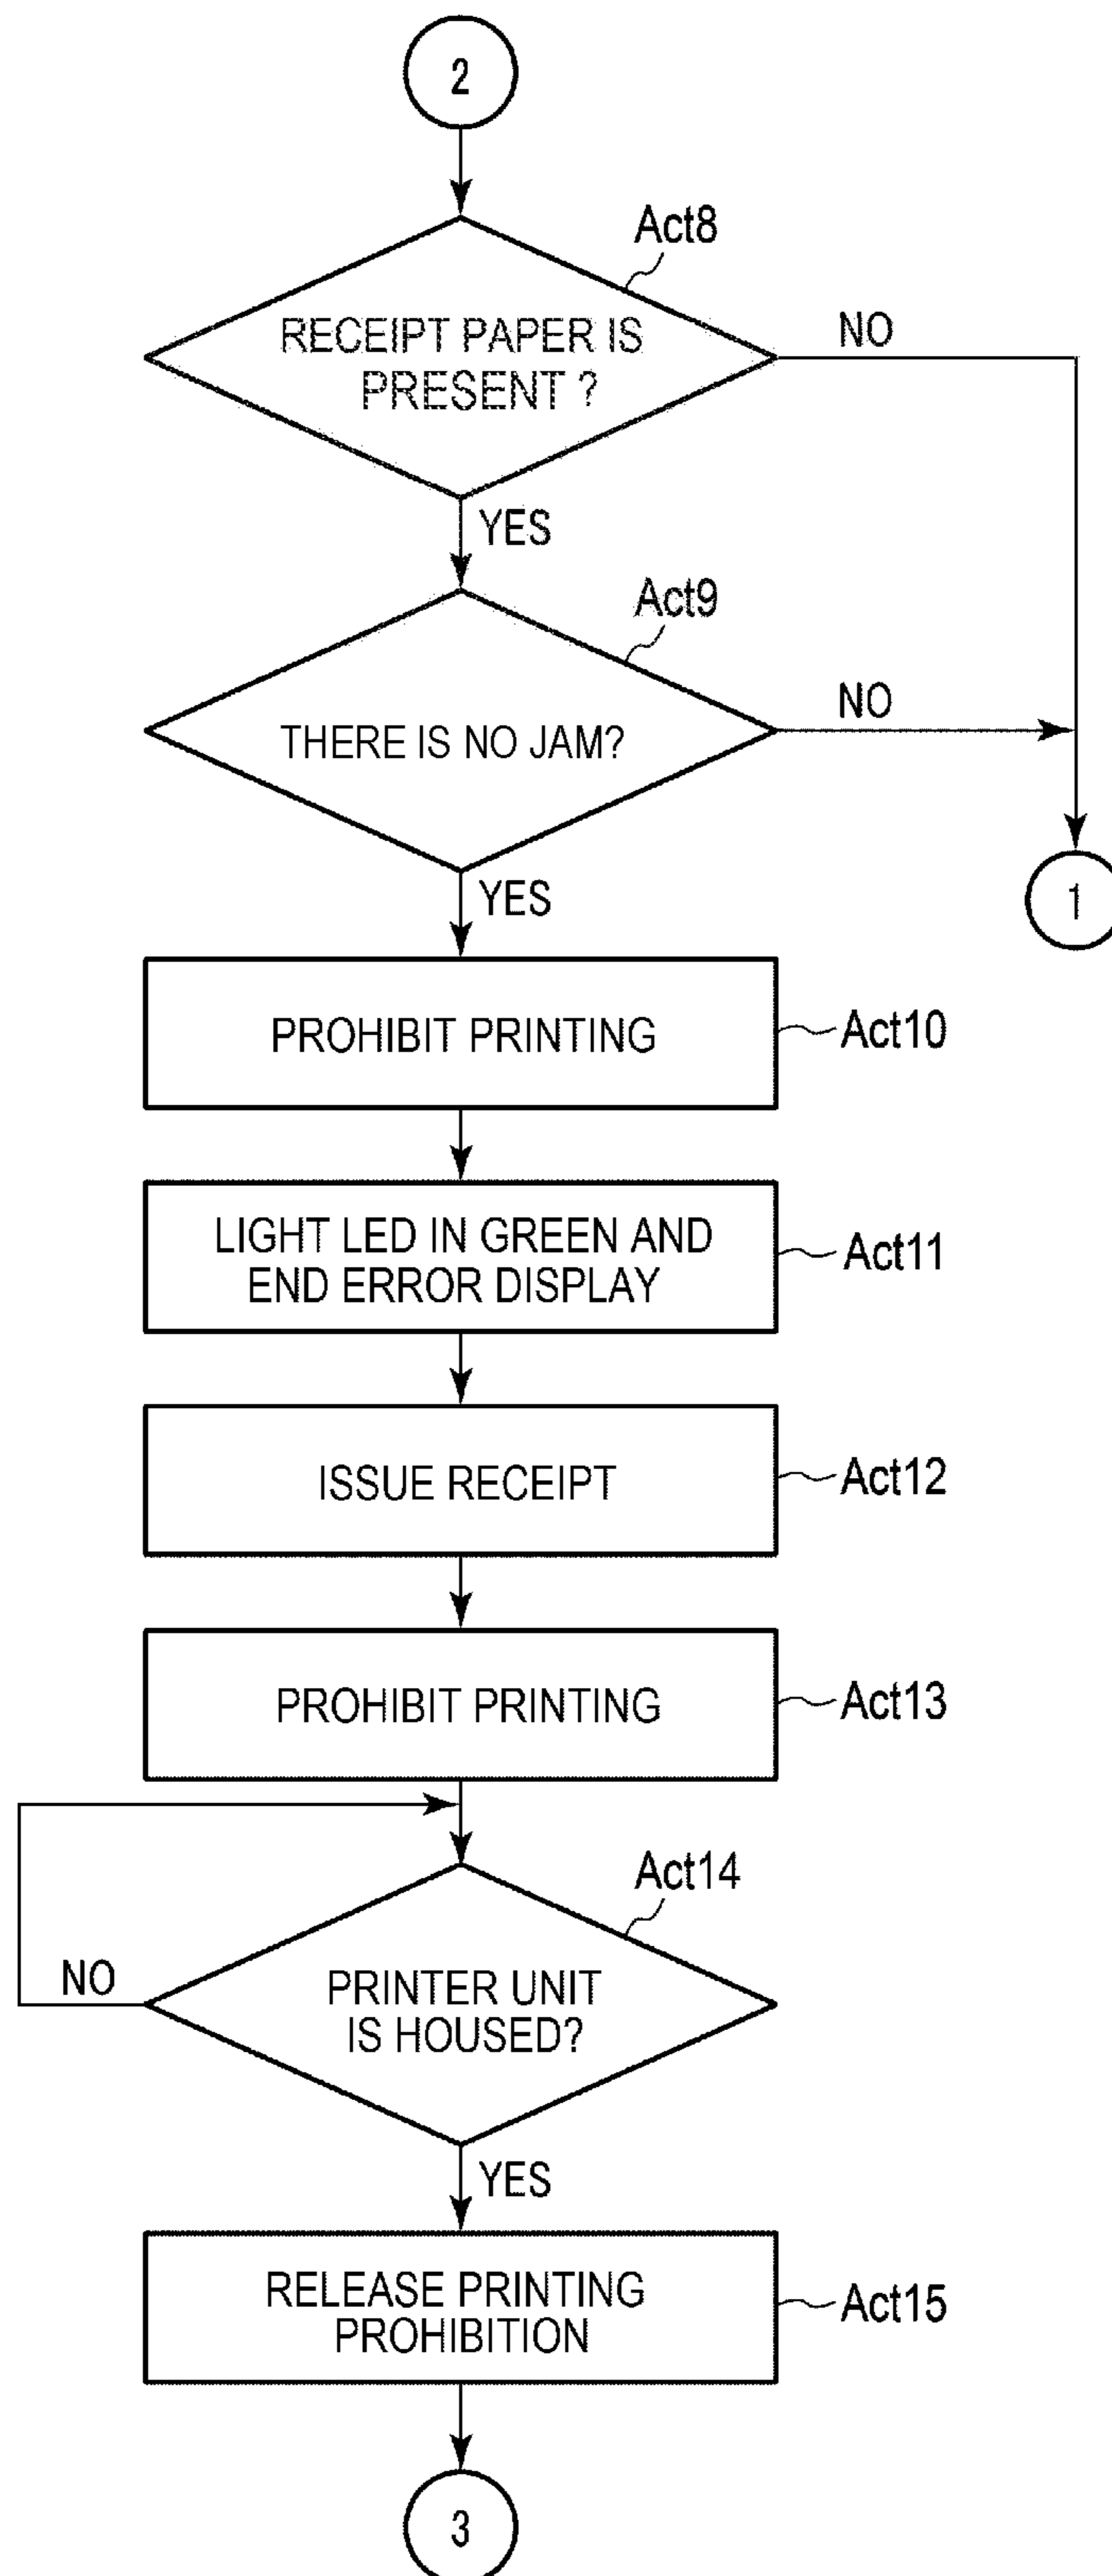 2
Act8
RECEIPT PAPER IS
PRESENT ?
NO
YES
Act9
THERE IS NO JAM?
NO
YES
1
PROHIBIT PRINTING
Act10
LIGHT LED IN GREEN AND
END ERROR DISPLAY
Act11
ISSUE RECEIPT
Act12
PROHIBIT PRINTING
Act13
Act14
PRINTER UNIT
IS HOUSED?
NO
YES
RELEASE PRINTING
PROHIBITION
Act15
3